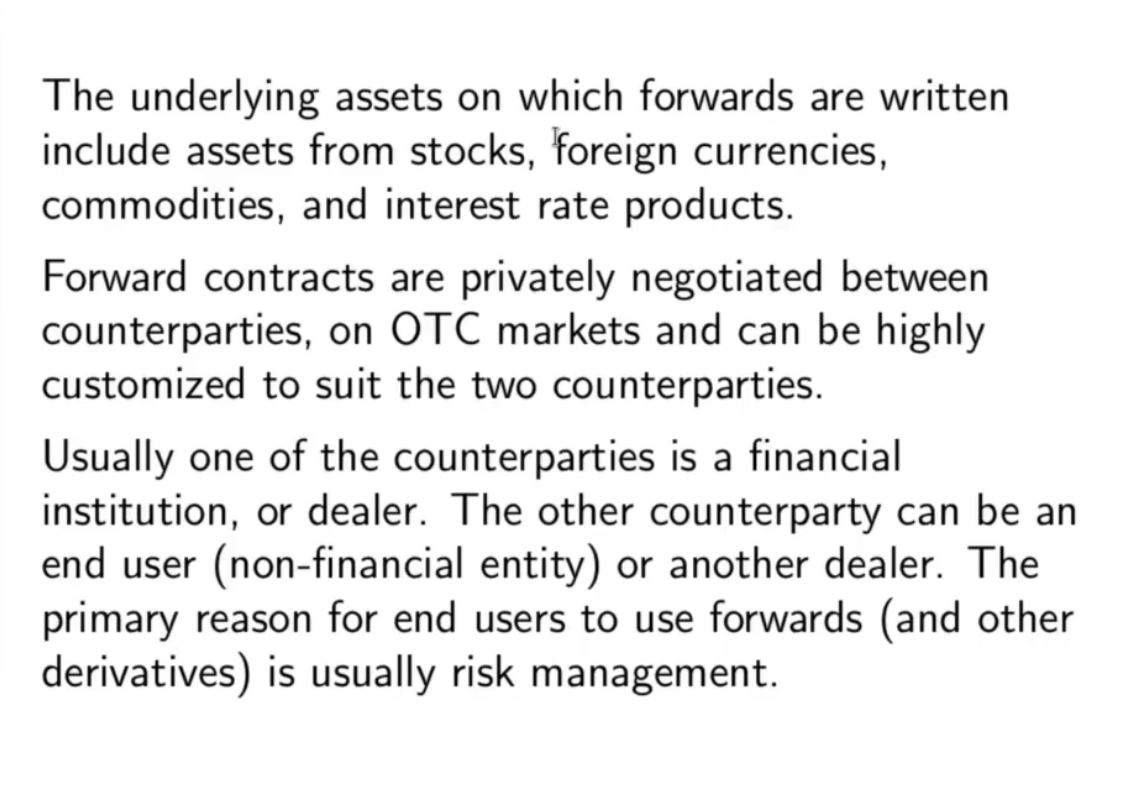 The underlying assets on which forwards are written
include assets from stocks, foreign currencies,
commodities, and interest rate products.
Forward contracts are privately negotiated between
counterparties, on OTC markets and can be highly
customized to suit the two counterparties.
Usually one of the counterparties is a financial
institution, or dealer. The other counterparty can be an
end user (non-financial entity) or another dealer. The
primary reason for end users to use forwards (and other
derivatives) is usually risk management.